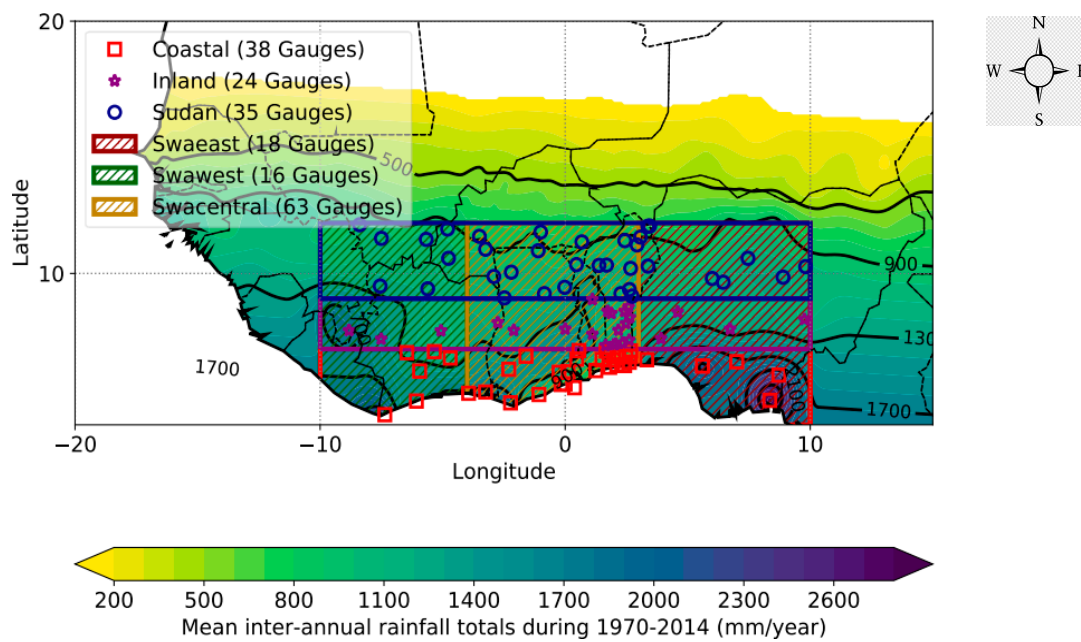 20
10
Latitude
Coastal (38 Gauges)
Inland (24 Gauges)
Sudan (35 Gauges)
Swaeast (18 Gauges)
Swawest (16 Gauges)
Swacentral (63 Gauges)
500
900
1700
900
1700
−20
−10
0
10
Longitude
N
W
E
S
200
500
800
1100
1400
1700
2000
2300
2600
Mean inter-annual rainfall totals during 1970-2014 (mm/year)